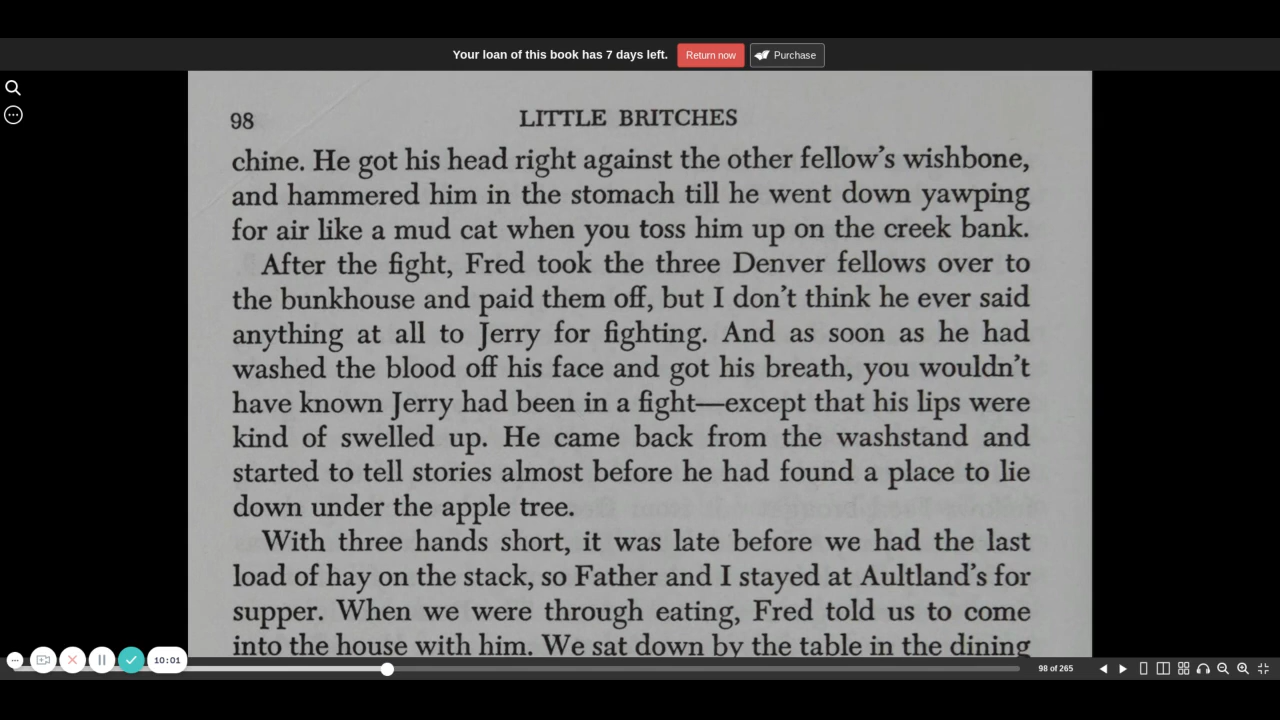 Your loan of this book has 7 days left. Return now Purchase
98 LITTLE BRITCHES
chine. He got his head right against the other fellow's wishbone,
and hammered him in the stomach till he went down yawping
for air like a mud cat when you toss him up on the creek bank.
After the fight, Fred took the three Denver fellows over to
the bunkhouse and paid them off, but I don't think he ever said
anything at all to Jerry for fighting. And as soon as he had
washed the blood off his face and got his breath, you wouldn't
have known Jerry had been in a fight—except that his lips were
kind of swelled up. He came back from the washstand and
started to tell stories almost before he had found a place to lie
down under the apple tree.
With three hands short, it was late before we had the last
load of hay on the stack, so Father and I stayed at Aultland's for
supper. When we were through eating, Fred told us to come
into the house with him. We sat down by the table in the dining
10:01
98 of 265